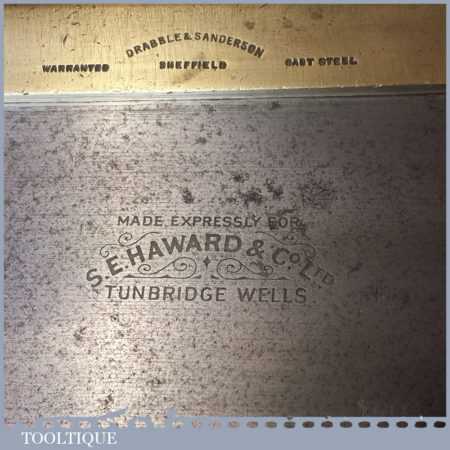 DRABBLE & SANDERSON
WARRANTED SHEFFIELD CAST STEEL
MADE EXPRESSLY FOR
S.E. HAWARD & CO LTD
TUNBRIDGE WELLS
TOOLTIQUE